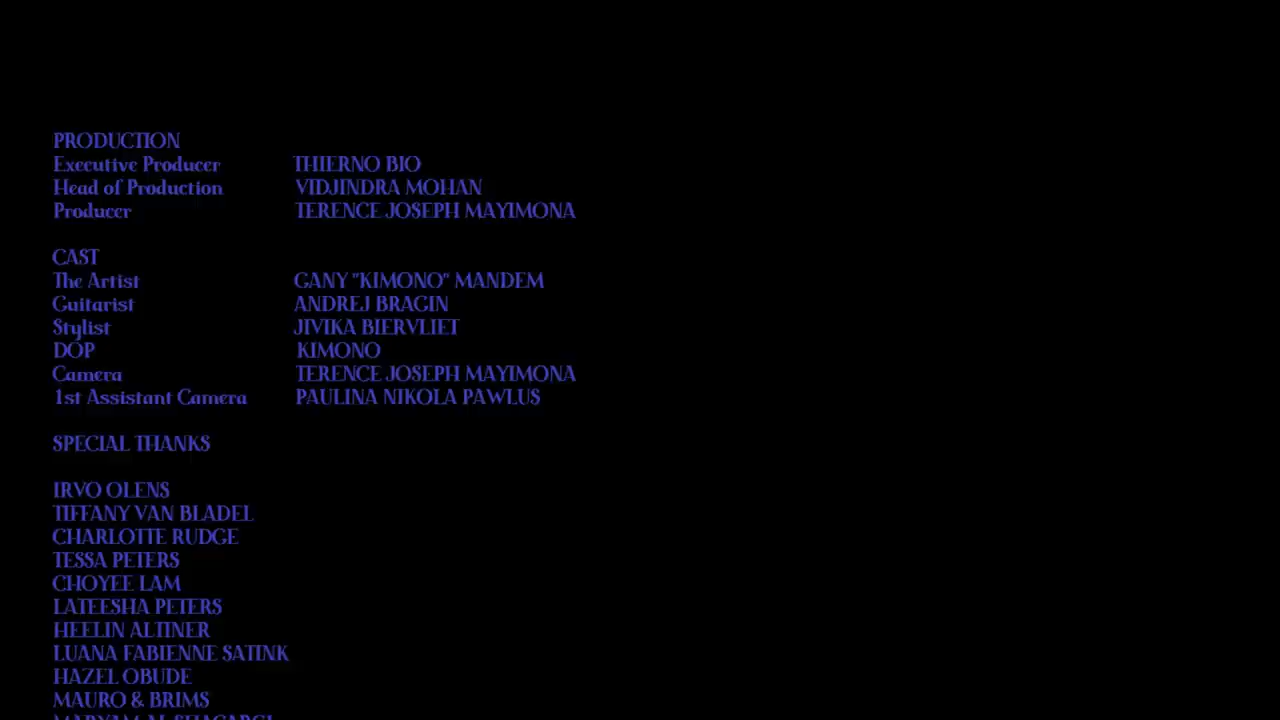 PRODUCTION
Executive Producer THIERNO BIO
Head of Production VIDJINDRA MOHAN
Producer TERENCE JOSEPH MAYIMONA
CAST
The Artist GANY "KIMONO" MANDEM
Guitarist ANDREJ BRAGIN
Stylist JIVIKA BIERVLIET
DOP KIMONO
Camera TERENCE JOSEPH MAYIMONA
1st Assistant Camera PAULINA NIKOLA PAWLUS
SPECIAL THANKS
IRVO OLENS
TIFFANY VAN BLADEL
CHARLOTTE RUDGE
TESSA PETERS
CHOYEE LAM
LATEESHA PETERS
HEELIN ALTINER
LUANA FABIENNE SATINK
HAZEL OBUDE
MAURO & BRIMS